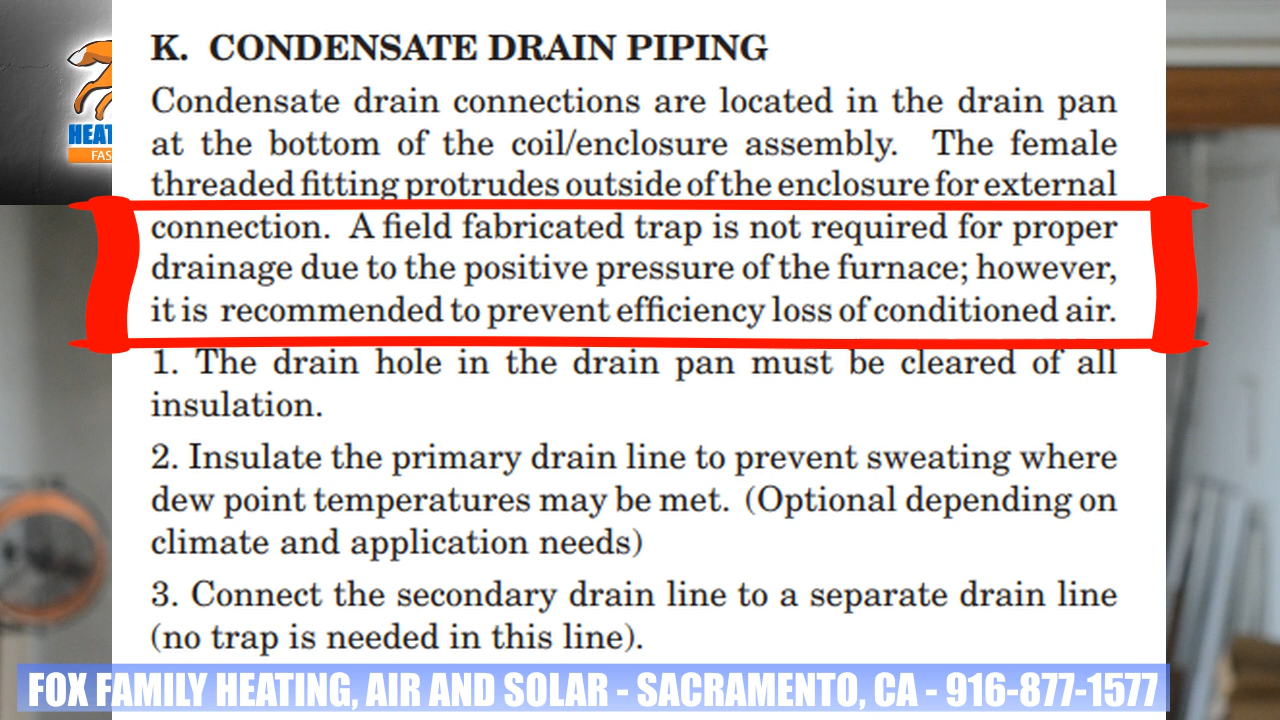 HEAT
FAS
K. CONDENSATE DRAIN PIPING
Condensate drain connections are located in the drain pan
at the bottom of the coil/enclosure assembly. The female
threaded fitting protrudes outside of the enclosure for external
connection. A field fabricated trap is not required for proper
drainage due to the positive pressure of the furnace; however,
it is recommended to prevent efficiency loss of conditioned air.
1. The drain hole in the drain pan must be cleared of all
insulation.
2. Insulate the primary drain line to prevent sweating where
dew point temperatures may be met. (Optional depending on
climate and application needs)
3. Connect the secondary drain line to a separate drain line
(no trap is needed in this line).
FOX FAMILY HEATING, AIR AND SOLAR - SACRAMENTO, CA - 916-877-1577